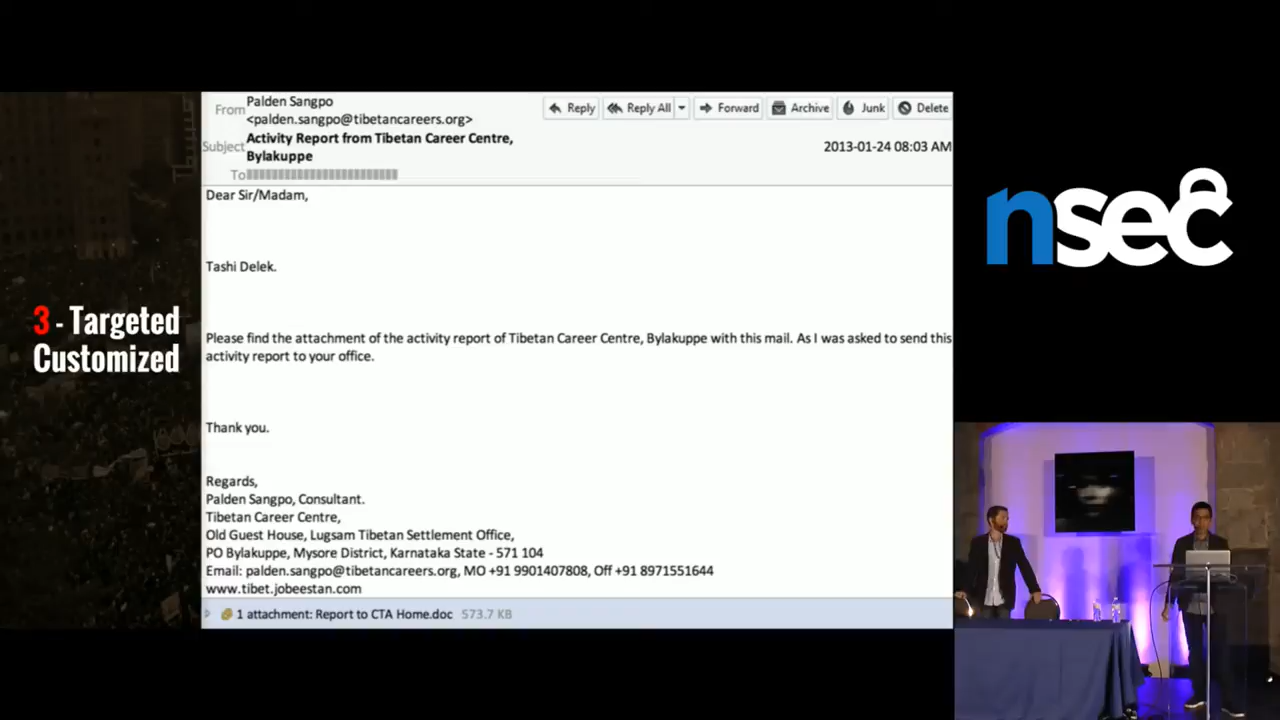 3 - Targeted
Customized
From
Palden Sangpo
<palden.sangpo@tibetancareers.org>
Reply
Reply All
Forward
Archive
Junk
Delete
Subject
Activity Report from Tibetan Career Centre,
Bylakuppe
2013-01-24 08:03 AM
To
Dear Sir/Madam,
Tashi Delek.
Please find the attachment of the activity report of Tibetan Career Centre, Bylakuppe with this mail. As I was asked to send this
activity report to your office.
Thank you.
Regards,
Palden Sangpo, Consultant.
Tibetan Career Centre,
Old Guest House, Lugsam Tibetan Settlement Office,
PO Bylakuppe, Mysore District, Karnataka State - 571 104
Email: palden.sangpo@tibetancareers.org, MO +91 9901407808, Off +91 8971551644
www.tibet.jobeestan.com
1 attachment: Report to CTA Home.doc 573.7 KB
nsec